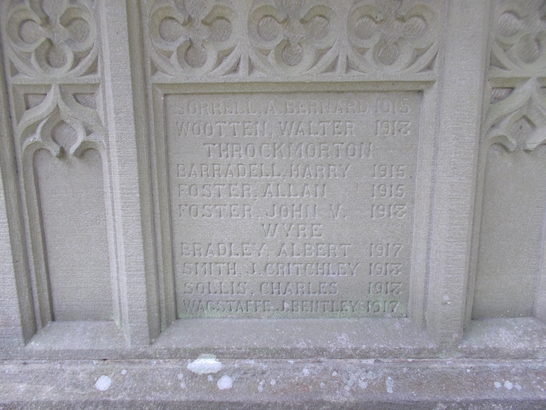 SORRELL, A. BERNARD 1915
WOOTTEN, WALTER 1918
THROCKMORTON
BARRADELL, HARRY 1915
FOSTER, ALLAN 1915
FOSTER, JOHN V. 1918
WYRE
BRADLEY, ALBERT 1917
SMITH, J. CRITCHLEY 1918
SOLLIS, CHARLES 1918
WAGSTAFFE, J. BENTLEY 1917